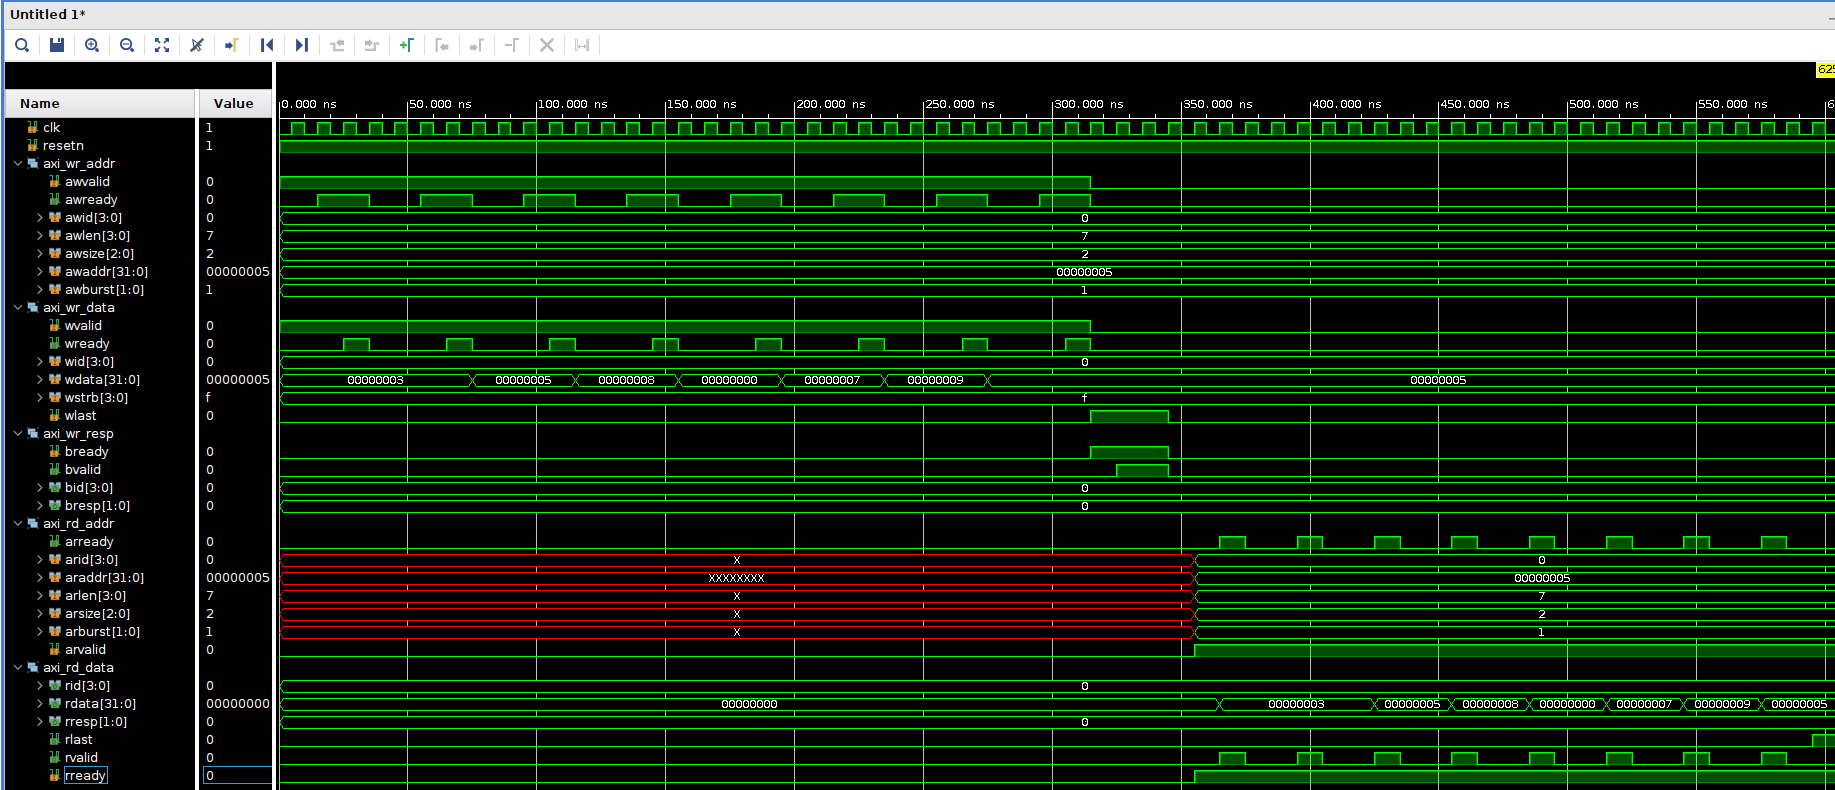 Untitled 1*
625
Name Value 0.000 ns 50.000 ns 100.000 ns 150.000 ns 200.000 ns 250.000 ns 300.000 ns 350.000 ns 400.000 ns 450.000 ns 500.000 ns 550.000 ns 6
clk 1
resetn 1
axi_wr_addr
awvalid 0
awready 0
awid[3:0] 0 0
awlen[3:0] 7 7
awsize[2:0] 2 2
awaddr[31:0] 00000005 00000005
awburst[1:0] 1 1
axi_wr_data
wvalid 0
wready 0
wid[3:0] 0 0
wdata[31:0] 00000005 00000003 00000005 00000008 00000000 00000007 00000009 00000005
wstrb[3:0] f f
wlast 0
axi_wr_resp
bready 0
bvalid 0
bid[3:0] 0 0
bresp[1:0] 0 0
axi_rd_addr
arready 0
arid[3:0] 0 X 0
araddr[31:0] 00000005 XXXXXXXX 00000005
arlen[3:0] 7 X 7
arsize[2:0] 2 X 2
arburst[1:0] 1 X 1
arvalid 0
axi_rd_data
rid[3:0] 0 0
rdata[31:0] 00000000 00000000 00000003 00000005 00000008 00000000 00000007 00000009 00000005
rresp[1:0] 0 0
rlast 0
rvalid 0
rready 0